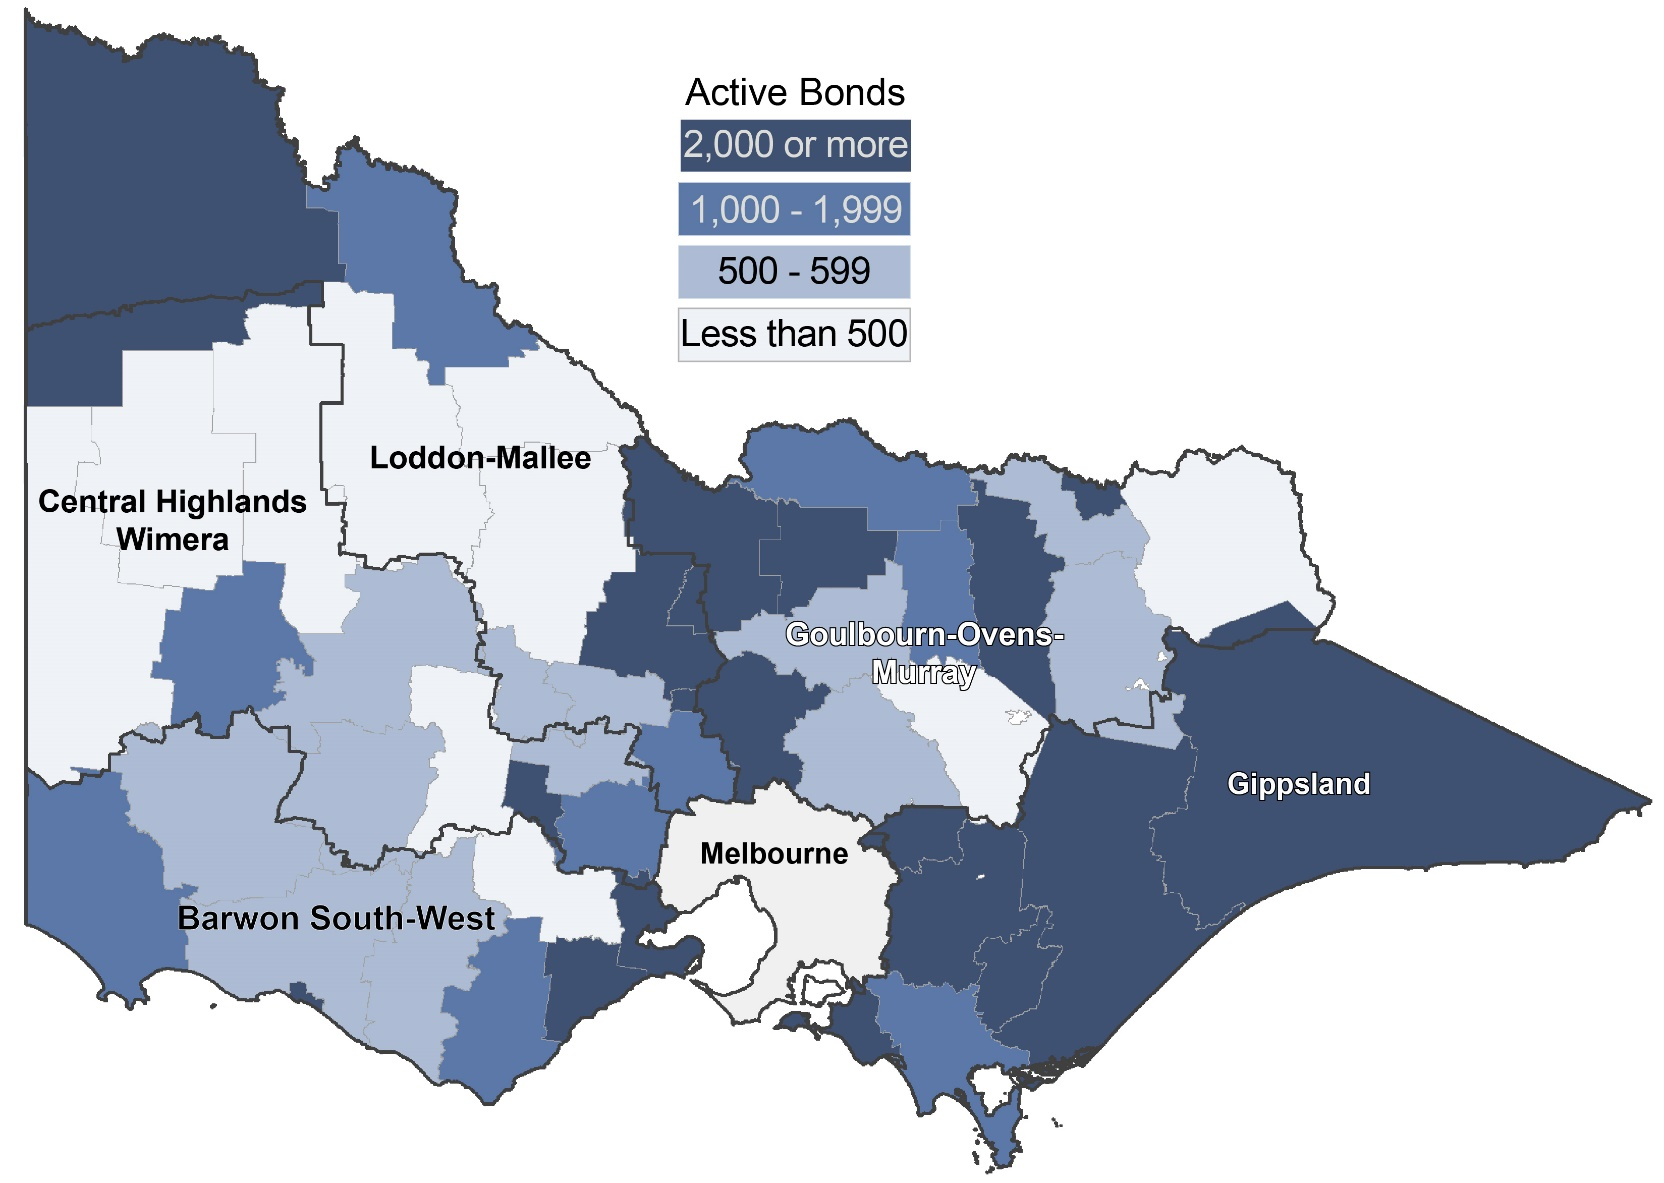 Active Bonds
2,000 or more
1,000 - 1,999
500 - 599
Less than 500
Loddon-Mallee
Central Highlands
Wimera
Goulbourn-Ovens-
Murray
Gippsland
Melbourne
Barwon South-West